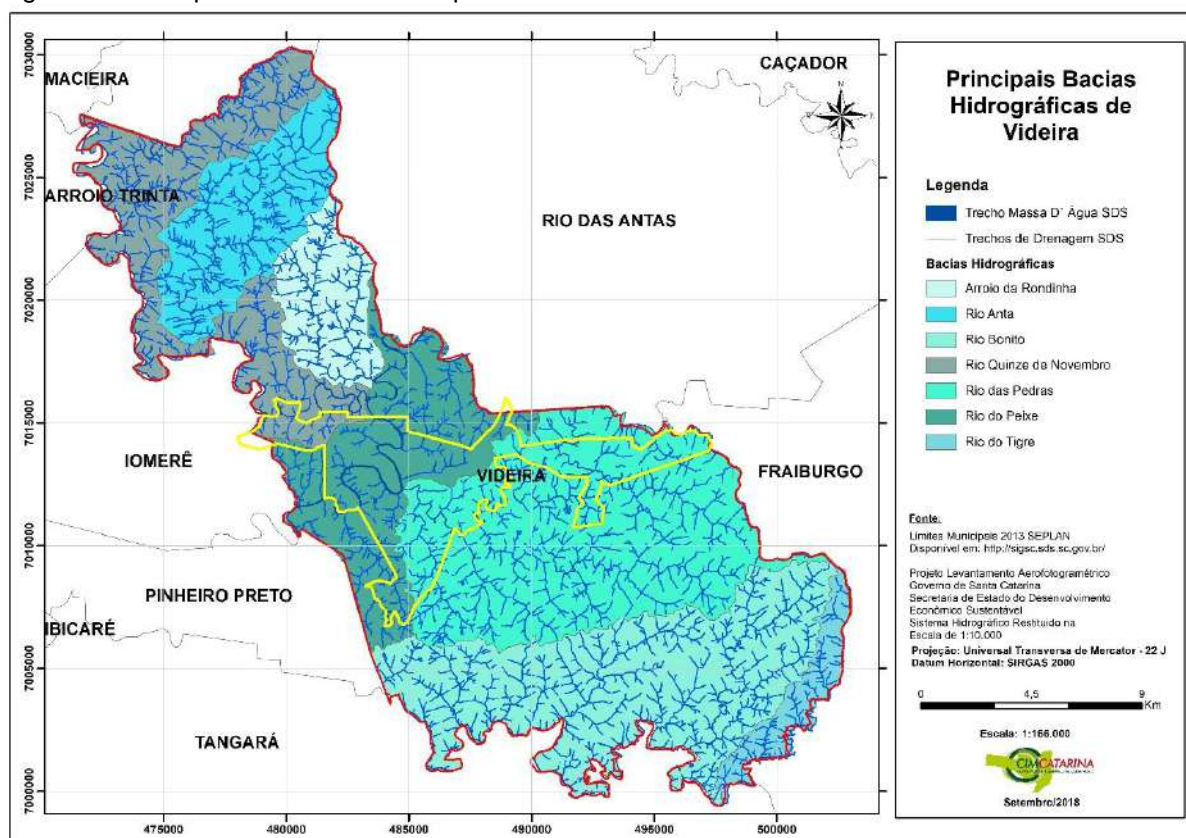 Principais Bacias
Hidrográficas de
Videira
Legenda
Trecho Massa D` Água SDS
Trechos de Drenagem SDS
Bacias Hidrográficas
Arroio da Rondinha
Rio Anta
Rio Bonito
Rio Quinze de Novembro
Rio das Pedras
Rio do Peixe
Rio do Tigre
Fonte:
Limites Municipais 2013 SEPLAN
Disponível em: http://sigsc.sds.sc.gov.br/
Projeto Levantamento Aerofotogramétrico
Governo de Santa Catarina
Secretaria de Estado do Desenvolvimento
Econômico Sustentável
Sistema Hidrográfico Restituido na
Escala de 1:10.000
Projeção: Universal Transversa de Mercator - 22 J
Datum Horizontal: SIRGAS 2000
0 4,5 9
Km
Escala: 1:166.000
CIMCATARINA
Setembro/2018
MACIEIRA
CAÇADOR
N
ARROIO TRINTA
RIO DAS ANTAS
IOMERÊ
VIDEIRA
FRAIBURGO
PINHEIRO PRETO
IBICARÉ
TANGARÁ
7030000
7025000
7020000
7015000
7010000
7005000
7000000
475000 480000 485000 490000 495000 500000